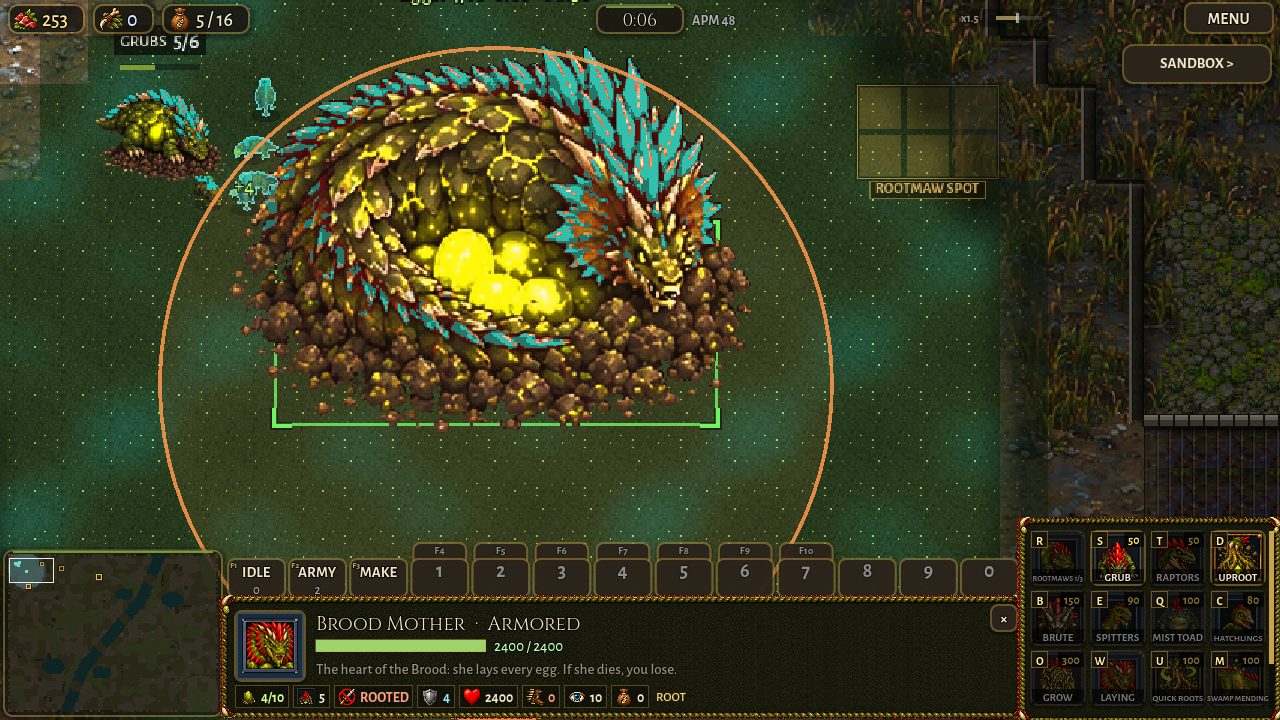 253
0
5 / 16
0:06
APM 48
X1.5
MENU
SANDBOX >
GRUBS 5/6
+4
ROOTMAW SPOT
F1 IDLE 0
F2 ARMY 2
MAKE
F4 1
F5 2
F6 3
F7 4
F8 5
F9 6
F10 7
8
9
0
BROOD MOTHER · ARMORED
2400 / 2400
The heart of the Brood: she lays every egg. If she dies, you lose.
4/10
5
ROOTED
4
2400
0
10
0
ROOT
×
R ROOTMAWS 1/3
S 50 GRUB
T 50 RAPTORS
D UPROOT
B 150 BRUTE
E 90 SPITTERS
Q 100 MIST TOAD
C 80 HATCHLINGS
O 300 GROW
W LAYING
U 100 QUICK ROOTS
M 100 SWAMP MENDING